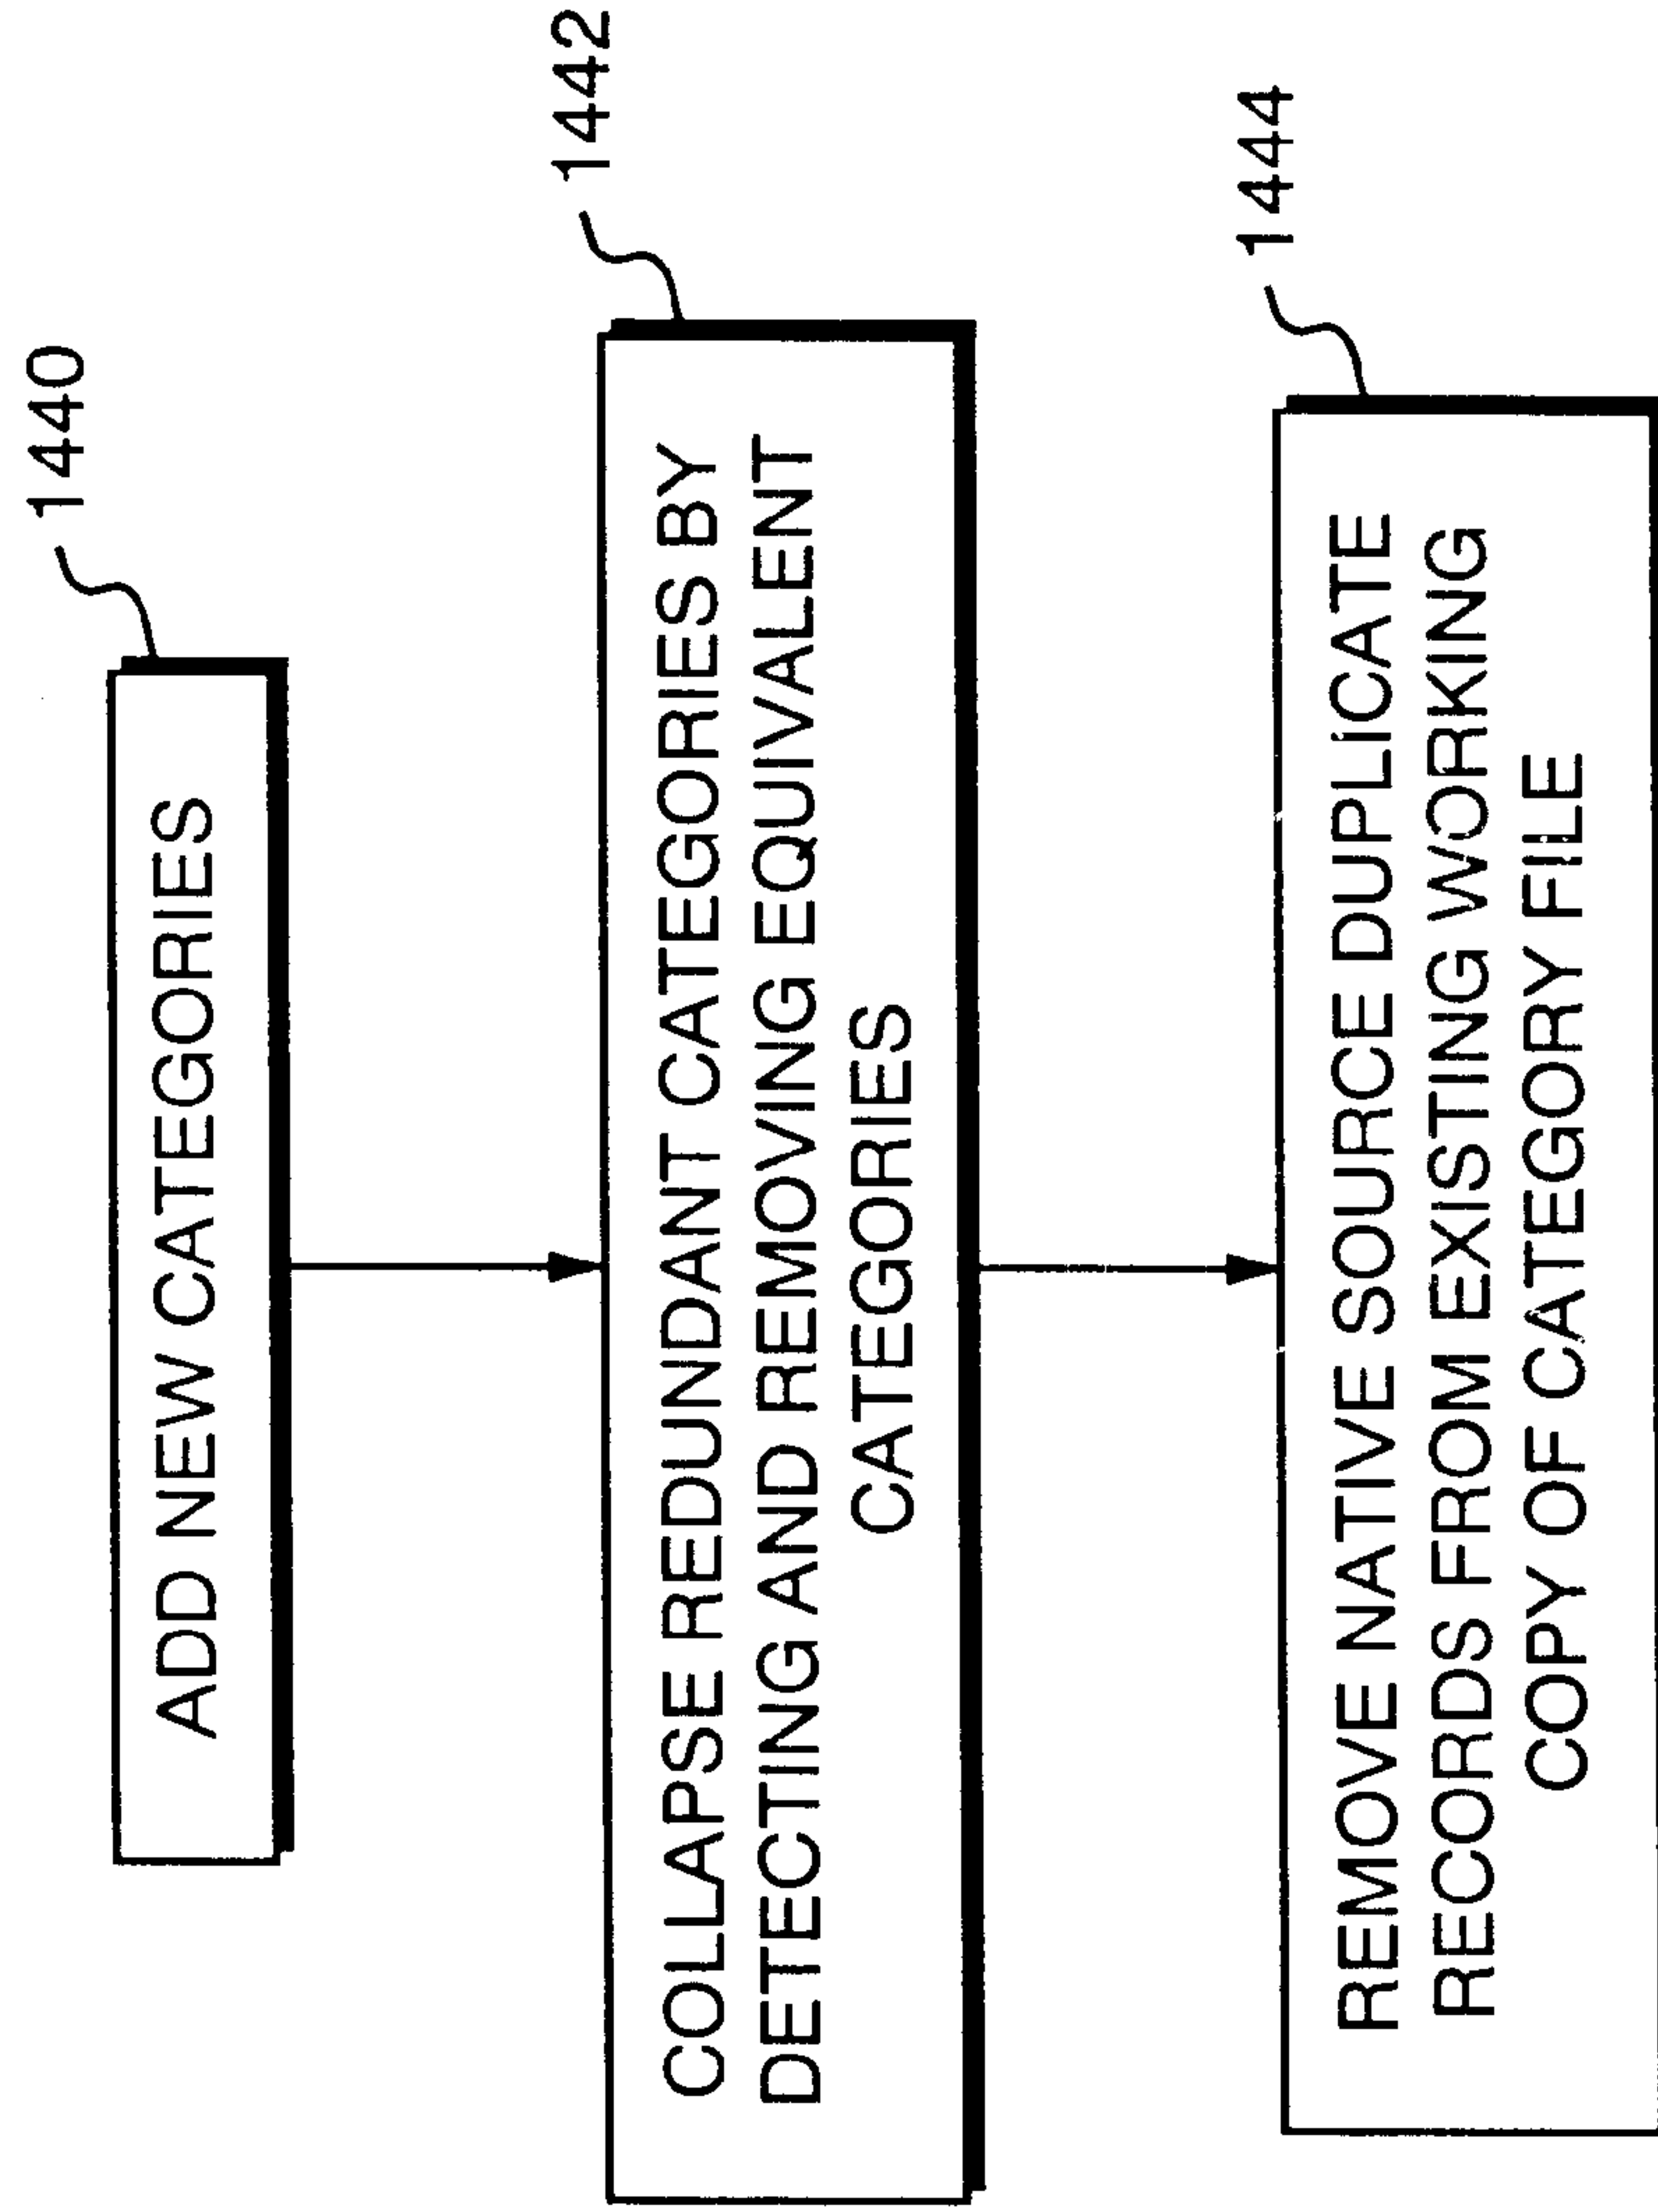 1440
ADD NEW CATEGORIES
1442
COLLAPSE REDUNDANT CATEGORIES BY
DETECTING AND REMOVING EQUIVALENT
CATEGORIES
1444
REMOVE NATIVE SOURCE DUPLICATE
RECORDS FROM EXISTING WORKING
COPY OF CATEGORY FILE